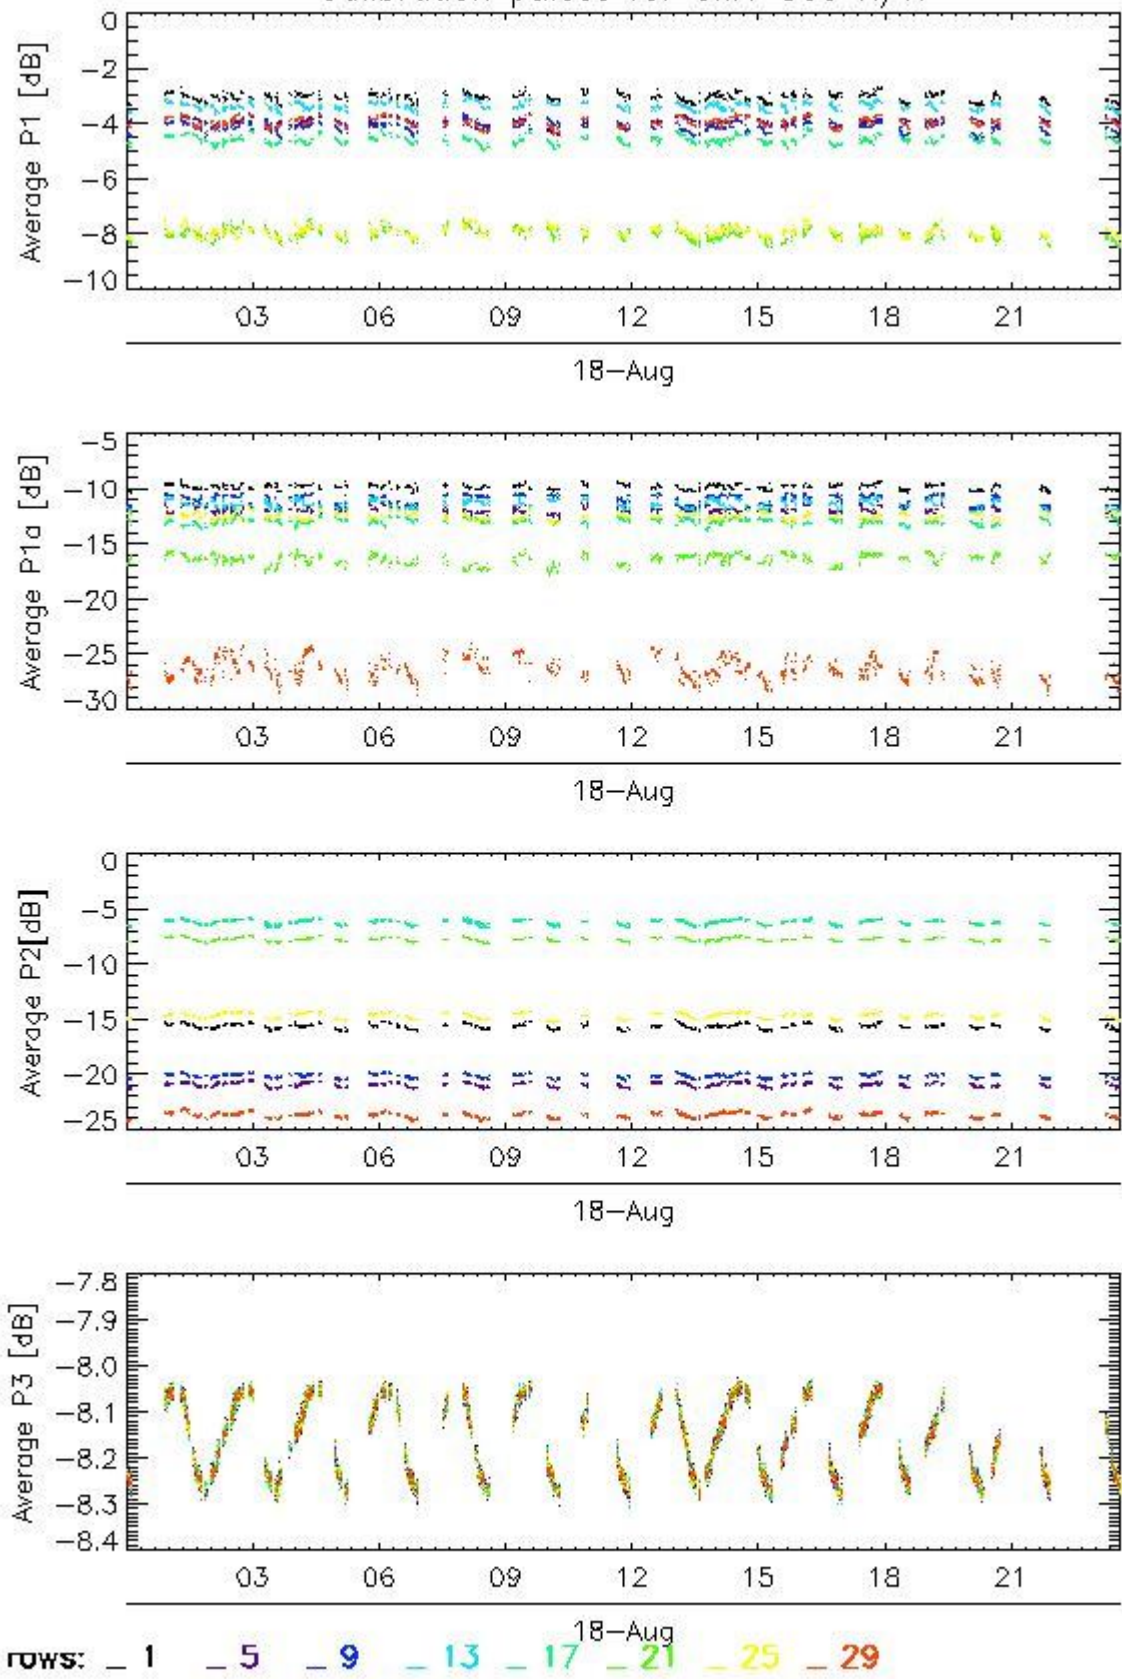 Average P1 [dB]
0
−2
−4
−6
−8
−10
03 06 09 12 15 18 21
18−Aug
Average P1a [dB]
−5
−10
−15
−20
−25
−30
03 06 09 12 15 18 21
18−Aug
Average P2[dB]
0
−5
−10
−15
−20
−25
03 06 09 12 15 18 21
18−Aug
Average P3 [dB]
−7.8
−7.9
−8.0
−8.1
−8.2
−8.3
−8.4
03 06 09 12 15 18 21
18−Aug
rows: _ 1 _ 5 _ 9 _ 13 _ 17 _ 21 _ 25 _ 29